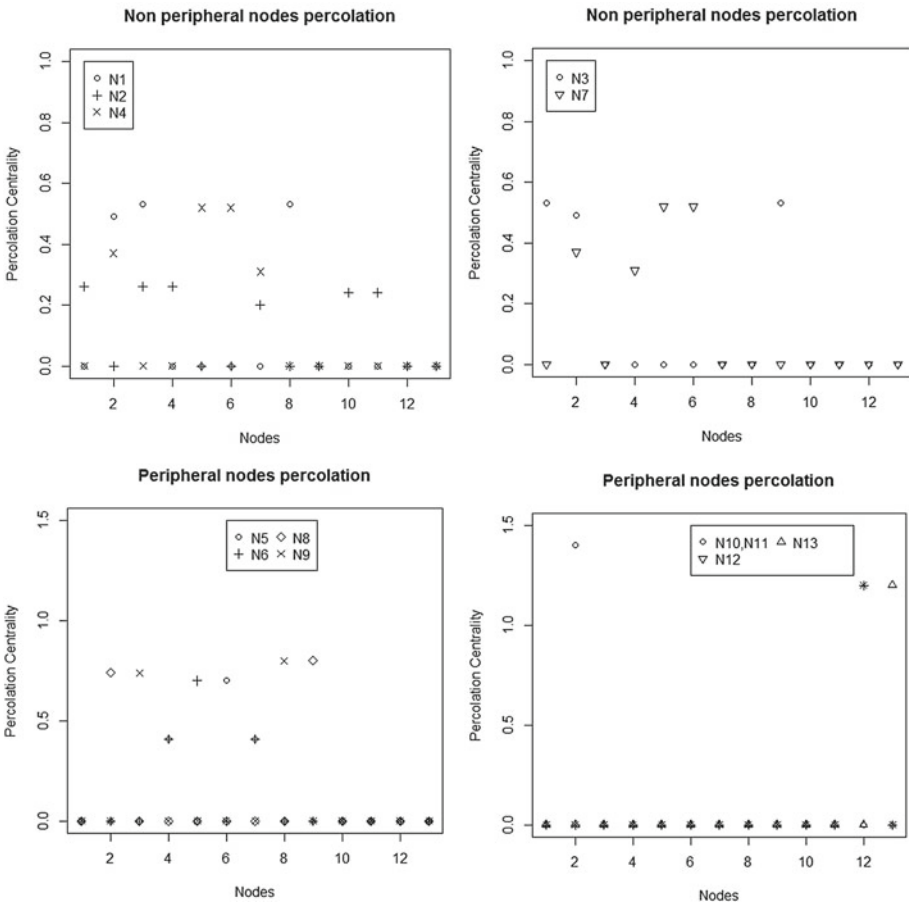 Non peripheral nodes percolation
Percolation Centrality
1.0
0.8
0.6
0.4
0.2
0.0
N1
N2
N4
2 4 6 8 10 12
Nodes
Non peripheral nodes percolation
Percolation Centrality
1.0
0.8
0.6
0.4
0.2
0.0
N3
N7
2 4 6 8 10 12
Nodes
Peripheral nodes percolation
Percolation Centrality
1.5
1.0
0.5
0.0
N5 N8
N6 N9
2 4 6 8 10 12
Nodes
Peripheral nodes percolation
Percolation Centrality
1.5
1.0
0.5
0.0
N10,N11 N13
N12
2 4 6 8 10 12
Nodes